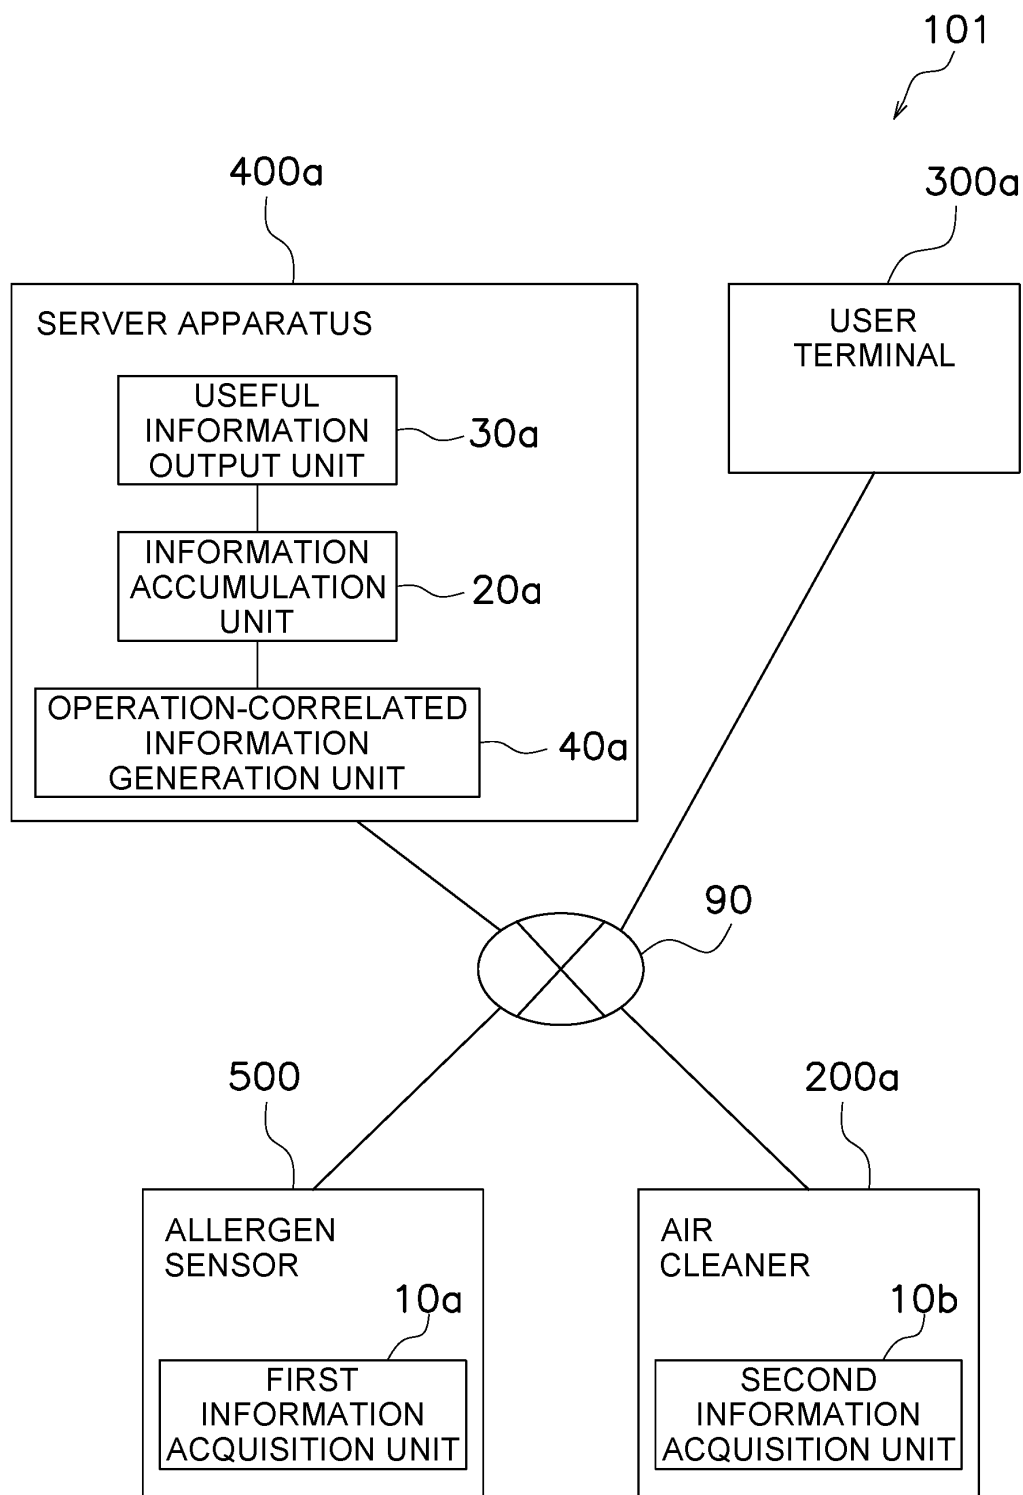 101
400a
300a
SERVER APPARATUS
USEFUL
INFORMATION
OUTPUT UNIT
30a
INFORMATION
ACCUMULATION
UNIT
20a
OPERATION-CORRELATED
INFORMATION
GENERATION UNIT
40a
USER
TERMINAL
90
500
200a
ALLERGEN
SENSOR
10a
FIRST
INFORMATION
ACQUISITION UNIT
AIR
CLEANER
10b
SECOND
INFORMATION
ACQUISITION UNIT